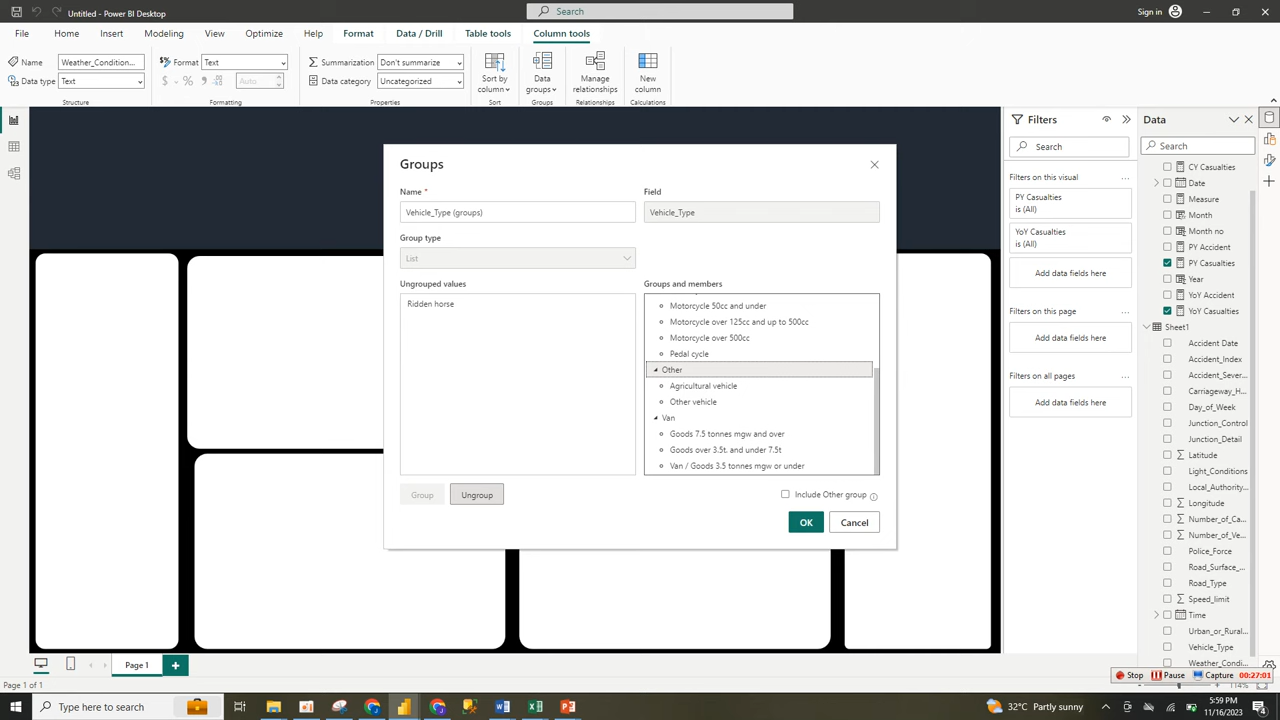 Untitled - Power BI Desktop
Search
Sign in
File
Home
Insert
Modeling
View
Optimize
Help
Format
Data / Drill
Table tools
Column tools
Name
Weather_Condition...
Data type
Text
Structure
Format
Text
$
%
Auto
Formatting
Summarization
Don't summarize
Data category
Uncategorized
Properties
Sort by
column
Sort
Data
groups
Groups
Manage
relationships
Relationships
New
column
Calculations
Groups
Name *
Field
Vehicle_Type (groups)
Vehicle_Type
Group type
List
Ungrouped values
Groups and members
Ridden horse
Motorcycle 50cc and under
Motorcycle over 125cc and up to 500cc
Motorcycle over 500cc
Pedal cycle
Other
Agricultural vehicle
Other vehicle
Van
Goods 7.5 tonnes mgw and over
Goods over 3.5t. and under 7.5t
Van / Goods 3.5 tonnes mgw or under
Group
Ungroup
Include Other group
OK
Cancel
Filters
Search
Filters on this visual
...
PY Casualties
is (All)
YoY Casualties
is (All)
Add data fields here
Filters on this page
...
Add data fields here
Filters on all pages
...
Add data fields here
Data
Search
CY Casualties
Date
Measure
Month
Month no
PY Accident
PY Casualties
Year
YoY Accident
YoY Casualties
Sheet1
Accident Date
Accident_Index
Accident_Sever...
Carriageway_H...
Day_of_Week
Junction_Control
Junction_Detail
Latitude
Light_Conditions
Local_Authority...
Longitude
Number_of_Ca...
Number_of_Ve...
Police_Force
Road_Surface_...
Road_Type
Speed_limit
Time
Urban_or_Rural...
Vehicle_Type
Weather_Condi...
Page 1
Page 1 of 1
Stop
Pause
Capture
00:27:01
114%
Type here to search
32°C Partly sunny
5:59 PM
11/16/2023